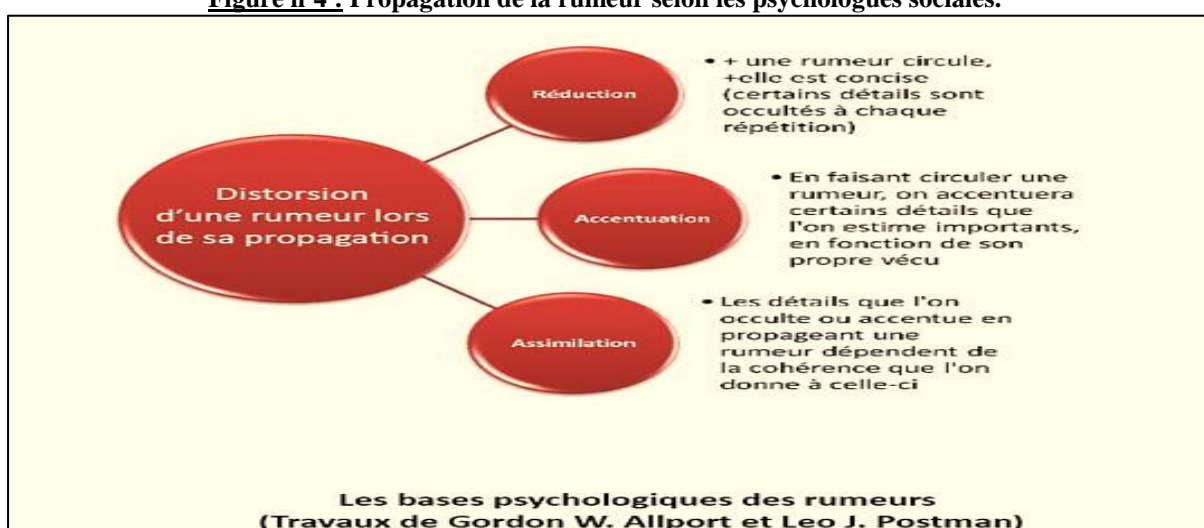 Figure n°4 : Propagation de la rumeur selon les psychologues sociales.
Réduction
• + une rumeur circule,
+elle est concise
(certains détails sont
occultés à chaque
répétition)
Distorsion
d'une rumeur lors
de sa propagation
Accentuation
• En faisant circuler une
rumeur, on accentuera
certains détails que
l'on estime importants,
en fonction de son
propre vécu
Assimilation
• Les détails que l'on
occulte ou accentue en
propageant une
rumeur dépendent de
la cohérence que l'on
donne à celle-ci
Les bases psychologiques des rumeurs
(Travaux de Gordon W. Allport et Leo J. Postman)